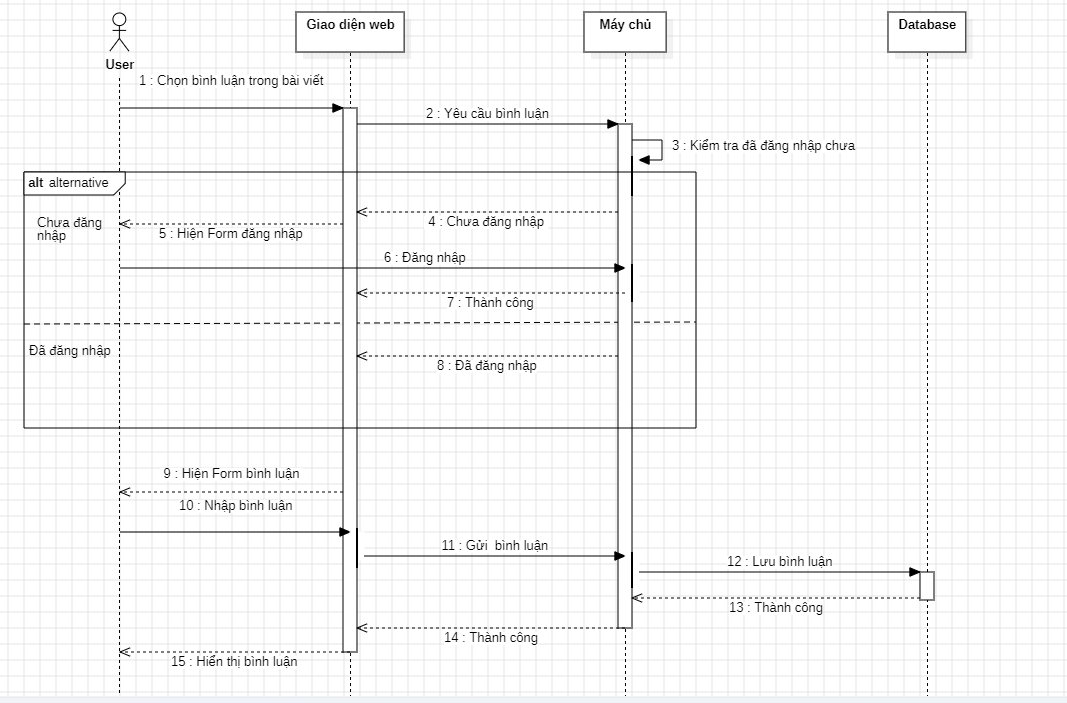 Giao diện web
Máy chủ
Database
User
1 : Chọn bình luận trong bài viết
2 : Yêu cầu bình luận
3 : Kiểm tra đã đăng nhập chưa
alt alternative
Chưa đăng
nhập
4 : Chưa đăng nhập
5 : Hiện Form đăng nhập
6 : Đăng nhập
7 : Thành công
Đã đăng nhập
8 : Đã đăng nhập
9 : Hiện Form bình luận
10 : Nhập bình luận
11 : Gửi  bình luận
12 : Lưu bình luận
13 : Thành công
14 : Thành công
15 : Hiển thị bình luận